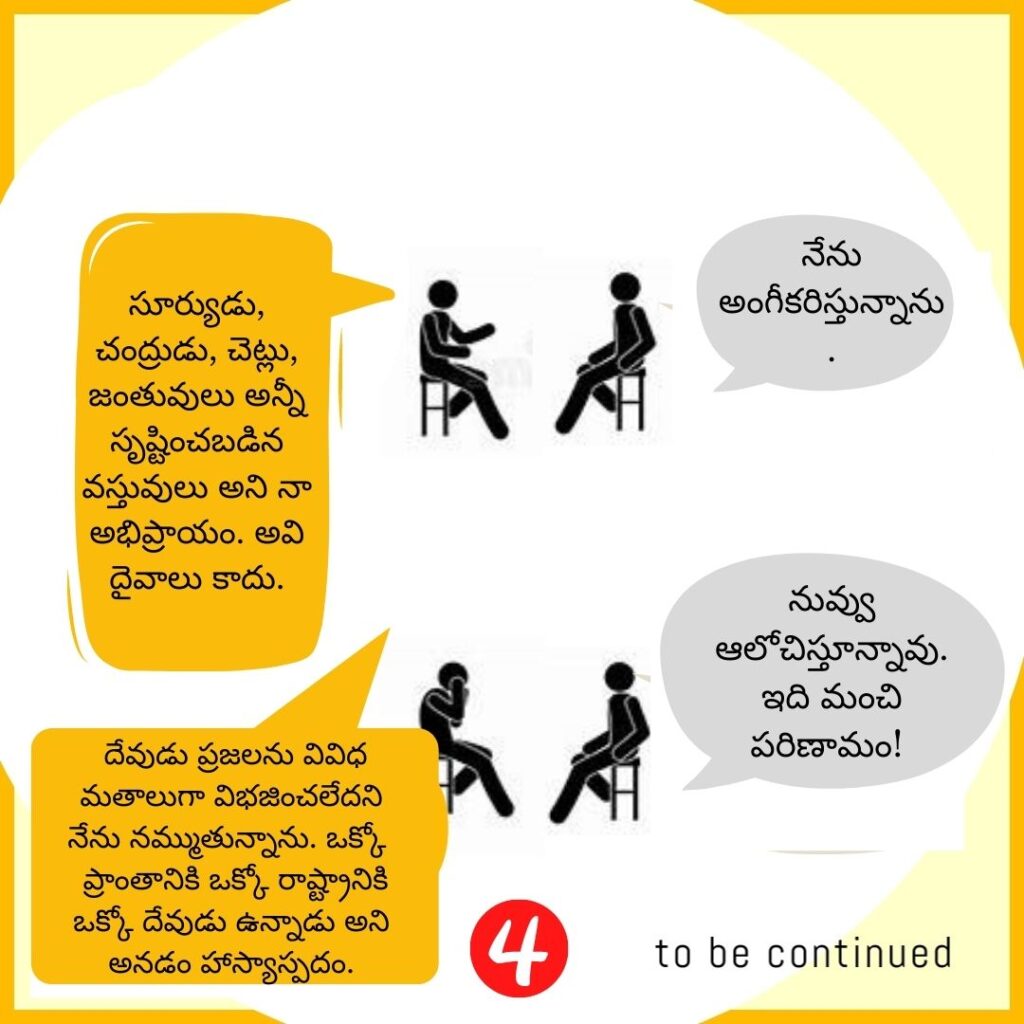 సూర్యుడు,
చంద్రుడు, చెట్లు,
జంతువులు అన్నీ
సృష్టించబడిన
వస్తువులు అని నా
అభిప్రాయం. అవి
దైవాలు కాదు.
నేను
అంగీకరిస్తున్నాను
.
దేవుడు ప్రజలను వివిధ
మతాలుగా విభజించలేదని
నేను నమ్ముతున్నాను. ఒక్కో
ప్రాంతానికి ఒక్కో రాష్ట్రానికి
ఒక్కో దేవుడు ఉన్నాడు అని
అనడం హాస్యాస్పదం.
నువ్వు
ఆలోచిస్తూన్నావు.
ఇది మంచి
పరిణామం!
4
to be continued